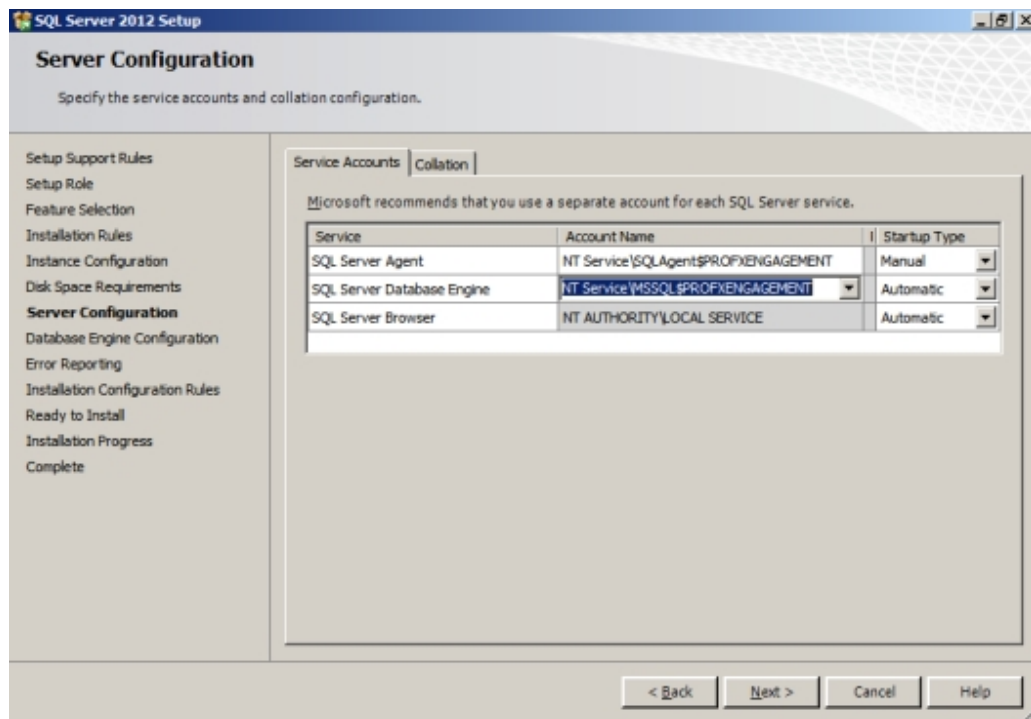 SQL Server 2012 Setup
Server Configuration
Specify the service accounts and collation configuration.
Setup Support Rules
Setup Role
Feature Selection
Installation Rules
Instance Configuration
Disk Space Requirements
Server Configuration
Database Engine Configuration
Error Reporting
Installation Configuration Rules
Ready to Install
Installation Progress
Complete
Service Accounts Collation
Microsoft recommends that you use a separate account for each SQL Server service.
Service Account Name Startup Type
SQL Server Agent NT Service\SQLAgent$PROFXENGAGEMENT Manual
SQL Server Database Engine NT Service\MSSQL$PROFXENGAGEMENT Automatic
SQL Server Browser NT AUTHORITY\LOCAL SERVICE Automatic
< Back Next > Cancel Help